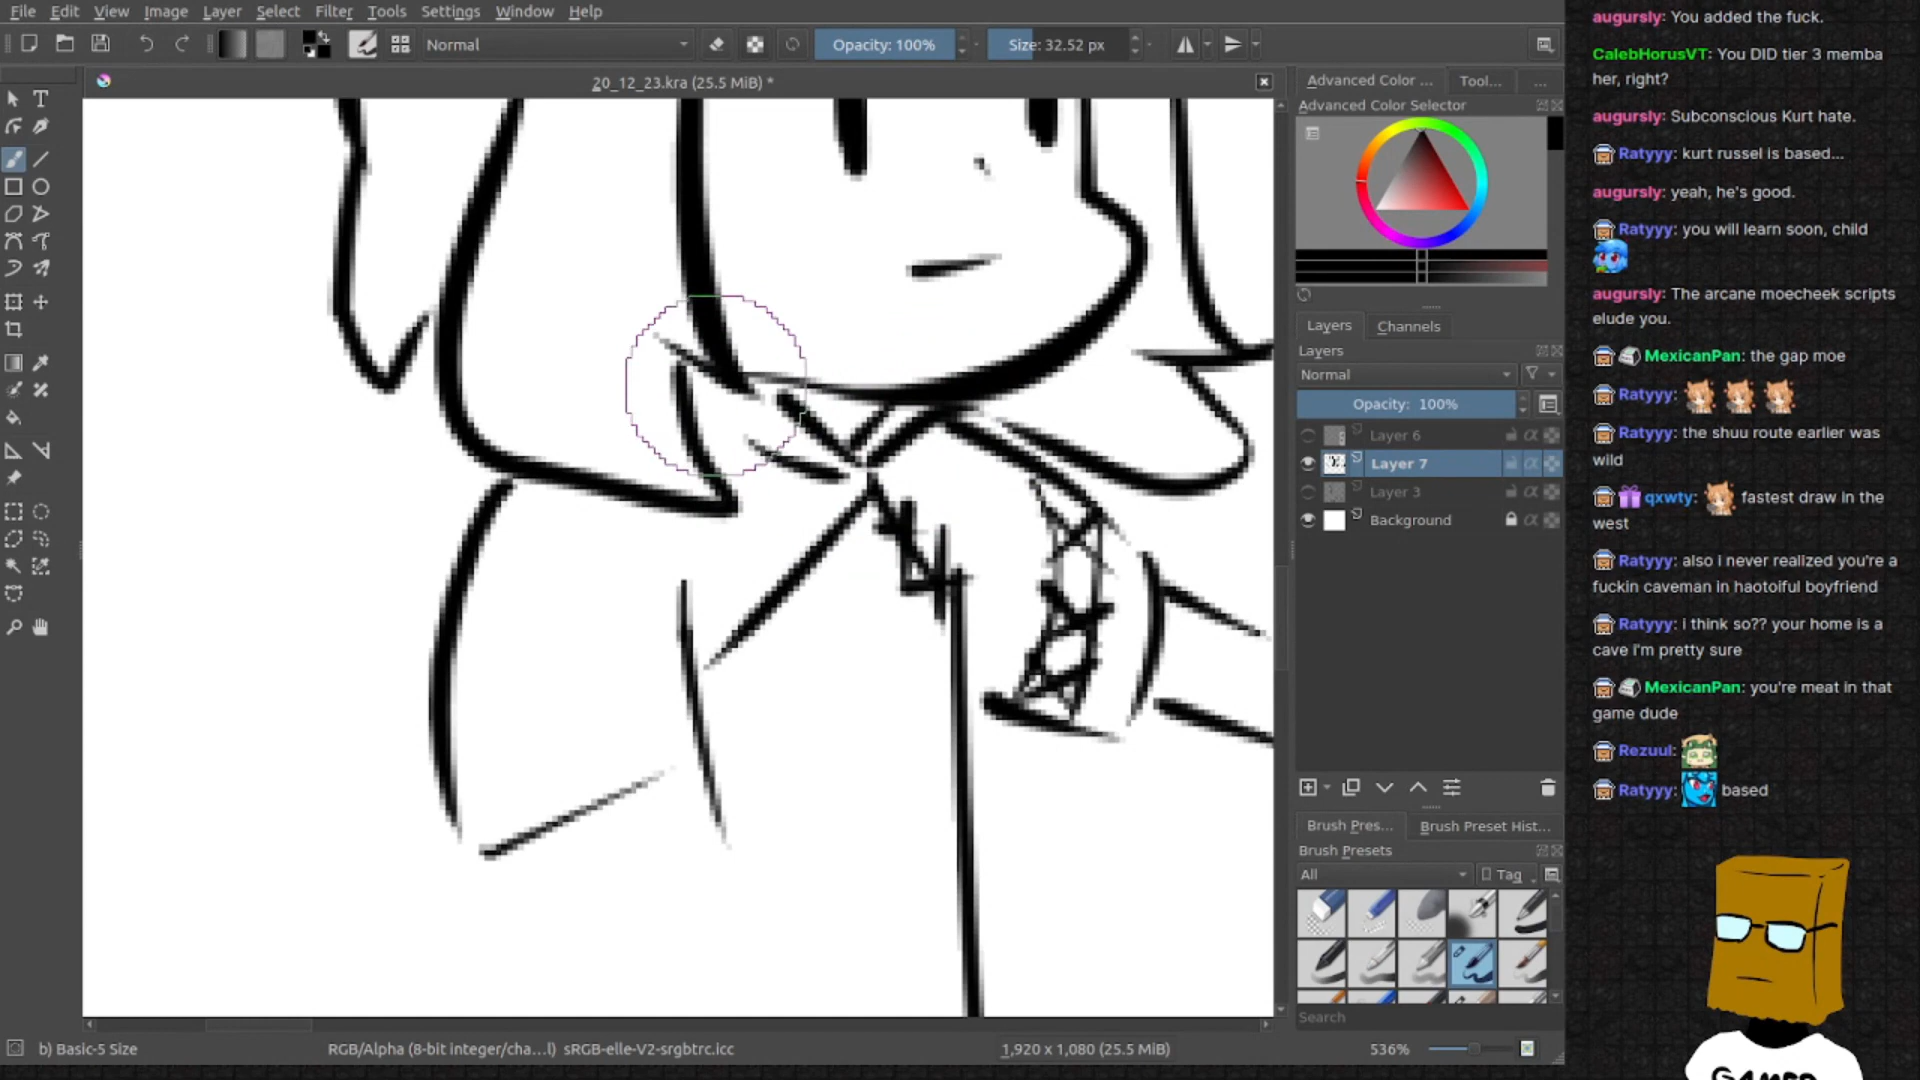 File Edit View Image Layer Select Filter Tools Settings Window Help
Normal Opacity: 100% Size: 32.52 px
20_12_23.kra (25.5 MiB) *
Advanced Color ... Tool... ...
Advanced Color Selector
Layers Channels
Layers
Normal
Opacity: 100%
Layer 6
Layer 7
Layer 3
Background
Brush Pres... Brush Preset Hist...
Brush Presets
All Tag
Search
b) Basic-5 Size RGB/Alpha (8-bit integer/cha...l) sRGB-elle-V2-srgbtrc.icc 1,920 x 1,080 (25.5 MiB) 536%
augursly: You added the fuck.
CalebHorusVT: You DID tier 3 memba
her, right?
augursly: Subconscious Kurt hate.
Ratyyy: kurt russel is based...
augursly: yeah, he's good.
Ratyyy: you will learn soon, child
augursly: The arcane moecheek scripts
elude you.
MexicanPan: the gap moe
Ratyyy:
Ratyyy: the shuu route earlier was
wild
qxwty: fastest draw in the
west
Ratyyy: also i never realized you're a
fuckin caveman in haotoiful boyfriend
Ratyyy: i think so?? your home is a
cave i'm pretty sure
MexicanPan: you're meat in that
game dude
Rezuul:
Ratyyy: based
GAMER